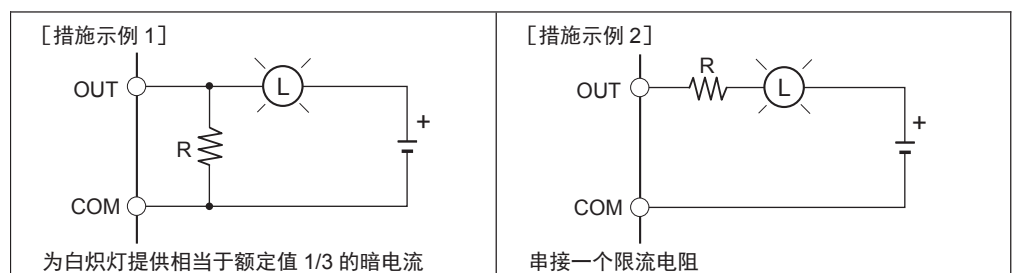 ［措施示例 1］
OUT
L
R
+
COM
为白炽灯提供相当于额定值 1/3 的暗电流
［措施示例 2］
R
OUT
L
+
COM
串接一个限流电阻